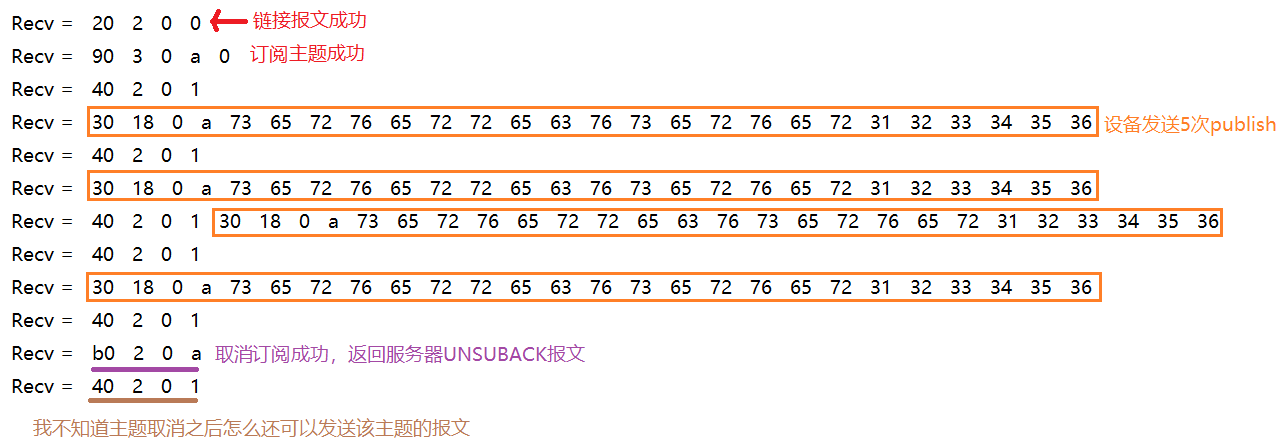 Recv = 20 2 0 0 链接报文成功
Recv = 90 3 0 a 0 订阅主题成功
Recv = 40 2 0 1
Recv = 30 18 0 a 73 65 72 76 65 72 72 65 63 76 73 65 72 76 65 72 31 32 33 34 35 36 设备发送5次publish
Recv = 40 2 0 1
Recv = 30 18 0 a 73 65 72 76 65 72 72 65 63 76 73 65 72 76 65 72 31 32 33 34 35 36
Recv = 40 2 0 1 30 18 0 a 73 65 72 76 65 72 72 65 63 76 73 65 72 76 65 72 31 32 33 34 35 36
Recv = 40 2 0 1
Recv = 30 18 0 a 73 65 72 76 65 72 72 65 63 76 73 65 72 76 65 72 31 32 33 34 35 36
Recv = 40 2 0 1
Recv = b0 2 0 a 取消订阅成功，返回服务器UNSUBACK报文
Recv = 40 2 0 1
我不知道主题取消之后怎么还可以发送该主题的报文